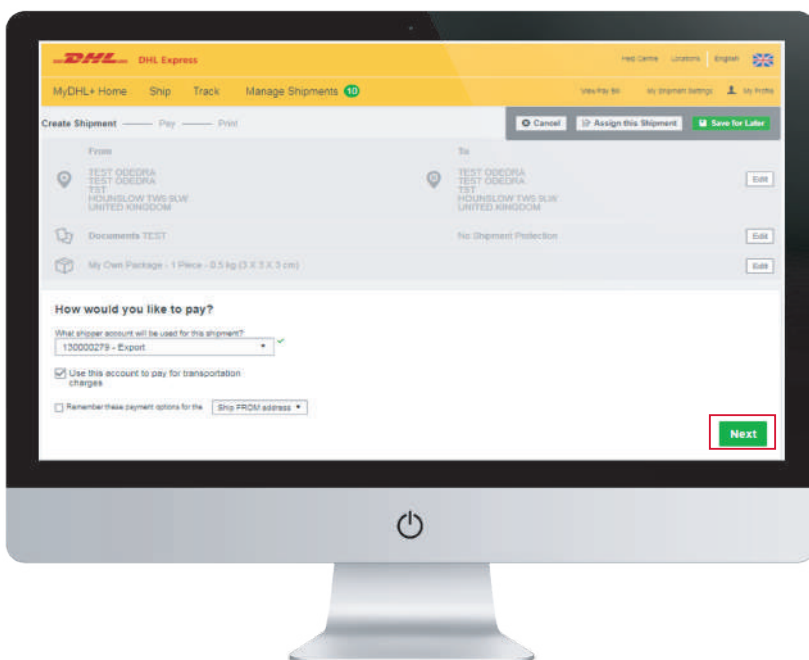 DHL DHL Express
Help Centre Locations English
MyDHL+ Home Ship Track Manage Shipments 10
View/Pay Bill My Shipment Settings My Profile
Create Shipment Pay Print
Cancel Assign this Shipment Save for Later
From
TEST ODEDRA
TEST ODEDRA
TST
HOUNSLOW TW5 9LW
UNITED KINGDOM
To
TEST ODEDRA
TEST ODEDRA
TST
HOUNSLOW TW5 9LW
UNITED KINGDOM
Edit
Documents TEST
No Shipment Protection
Edit
My Own Package - 1 Piece - 0.5 kg (3 X 3 X 3 cm)
Edit
How would you like to pay?
What shipper account will be used for this shipment?
130000279 - Export
Use this account to pay for transportation
charges
Remember these payment options for the Ship FROM address
Next